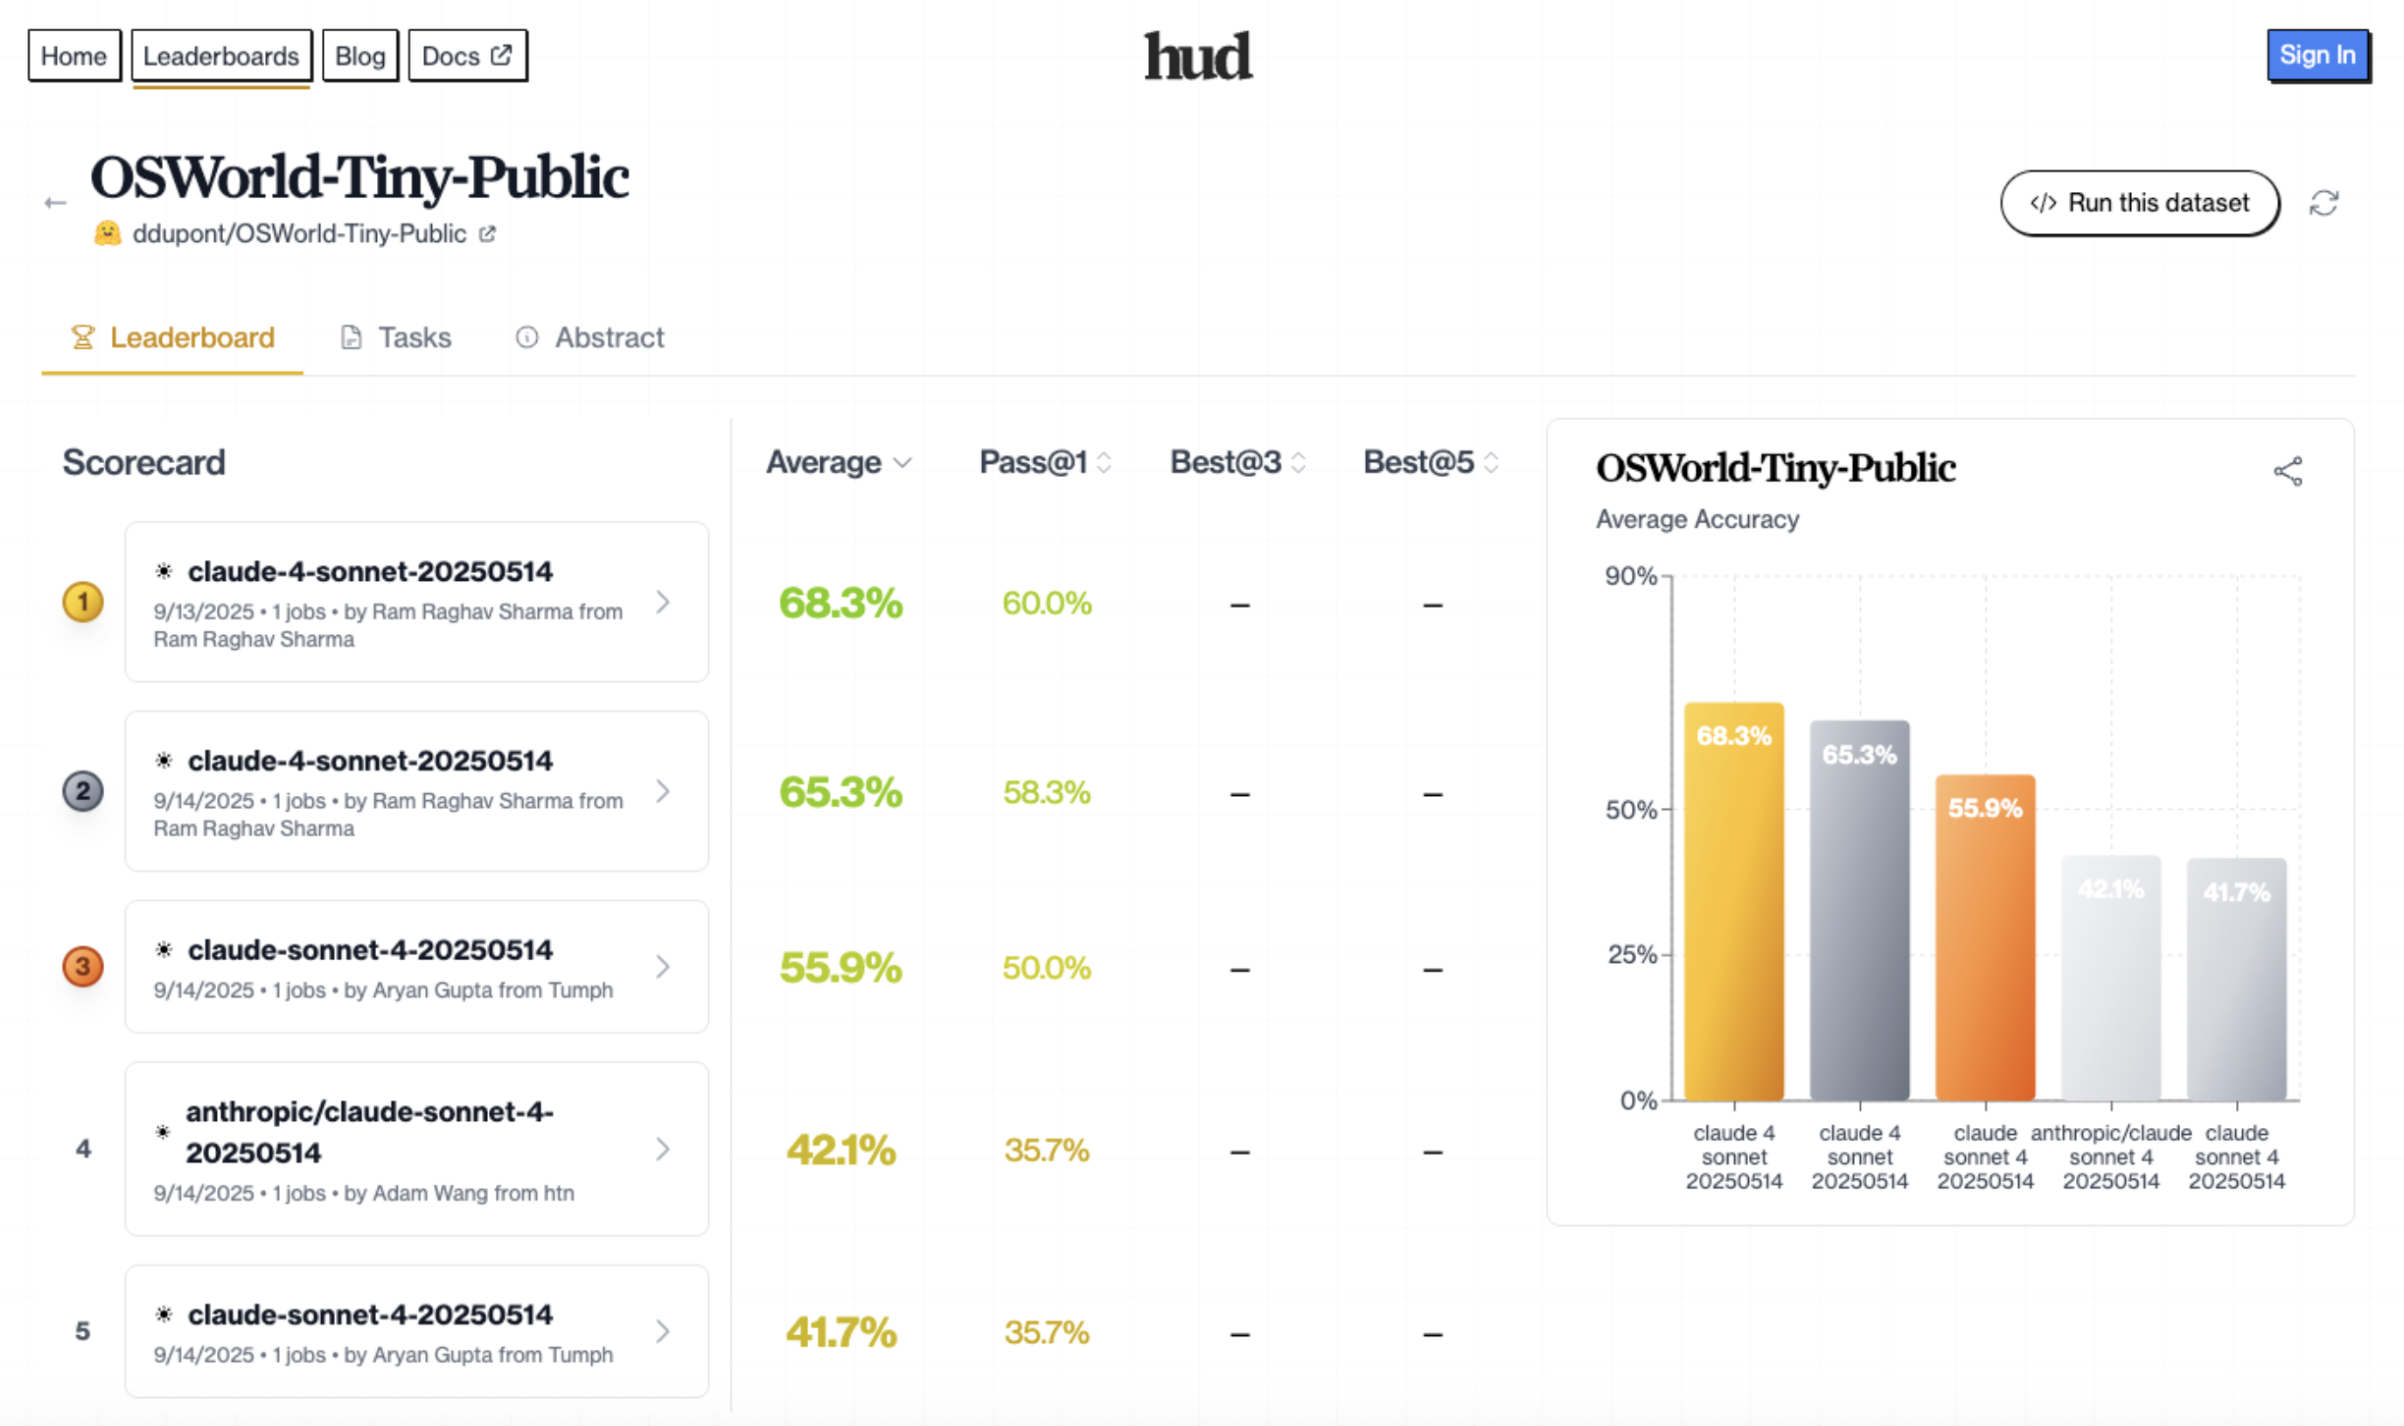 Home
Leaderboards
Blog
Docs
hud
Sign In
OSWorld-Tiny-Public
ddupont/OSWorld-Tiny-Public
Run this dataset
Leaderboard
Tasks
Abstract
Scorecard
Average
Pass@1
Best@3
Best@5
1
claude-4-sonnet-20250514
9/13/2025 • 1 jobs • by Ram Raghav Sharma from
Ram Raghav Sharma
68.3%
60.0%
–
–
2
claude-4-sonnet-20250514
9/14/2025 • 1 jobs • by Ram Raghav Sharma from
Ram Raghav Sharma
65.3%
58.3%
–
–
3
claude-sonnet-4-20250514
9/14/2025 • 1 jobs • by Aryan Gupta from Tumph
55.9%
50.0%
–
–
4
anthropic/claude-sonnet-4-
20250514
9/14/2025 • 1 jobs • by Adam Wang from htn
42.1%
35.7%
–
–
5
claude-sonnet-4-20250514
9/14/2025 • 1 jobs • by Aryan Gupta from Tumph
41.7%
35.7%
–
–
OSWorld-Tiny-Public
Average Accuracy
90%
50%
25%
0%
68.3%
65.3%
55.9%
42.1%
41.7%
claude 4
sonnet
20250514
claude 4
sonnet
20250514
claude
sonnet 4
20250514
anthropic/claude
sonnet 4
20250514
claude
sonnet 4
20250514